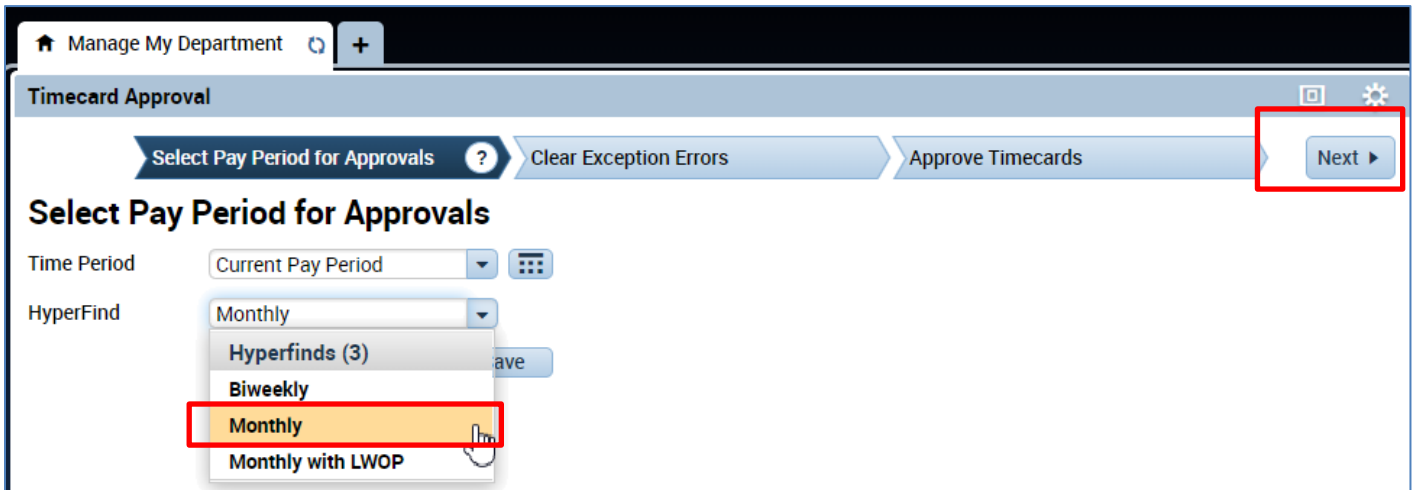 Manage My Department +
Timecard Approval
Select Pay Period for Approvals ? Clear Exception Errors Approve Timecards Next
Select Pay Period for Approvals
Time Period Current Pay Period
HyperFind Monthly
Hyperfinds (3)
ave
Biweekly
Monthly
Monthly with LWOP